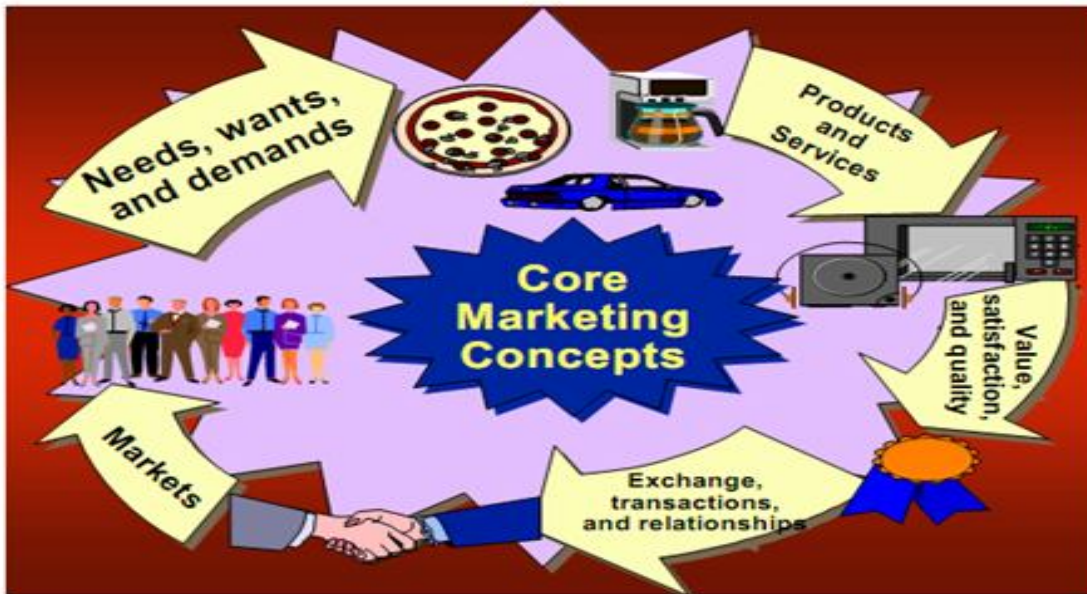 Needs, wants,
and demands
Products
and
Services
Core
Marketing
Concepts
Value,
satisfaction,
and quality
Exchange,
transactions,
and relationships
Markets